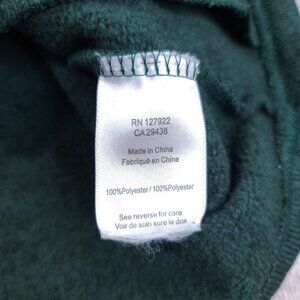 RN 127922
CA 29438
Made in China
Fabriqué en Chine
100%Polyester / 100%Polyester
See reverse for care
Voir de soin sure le dos